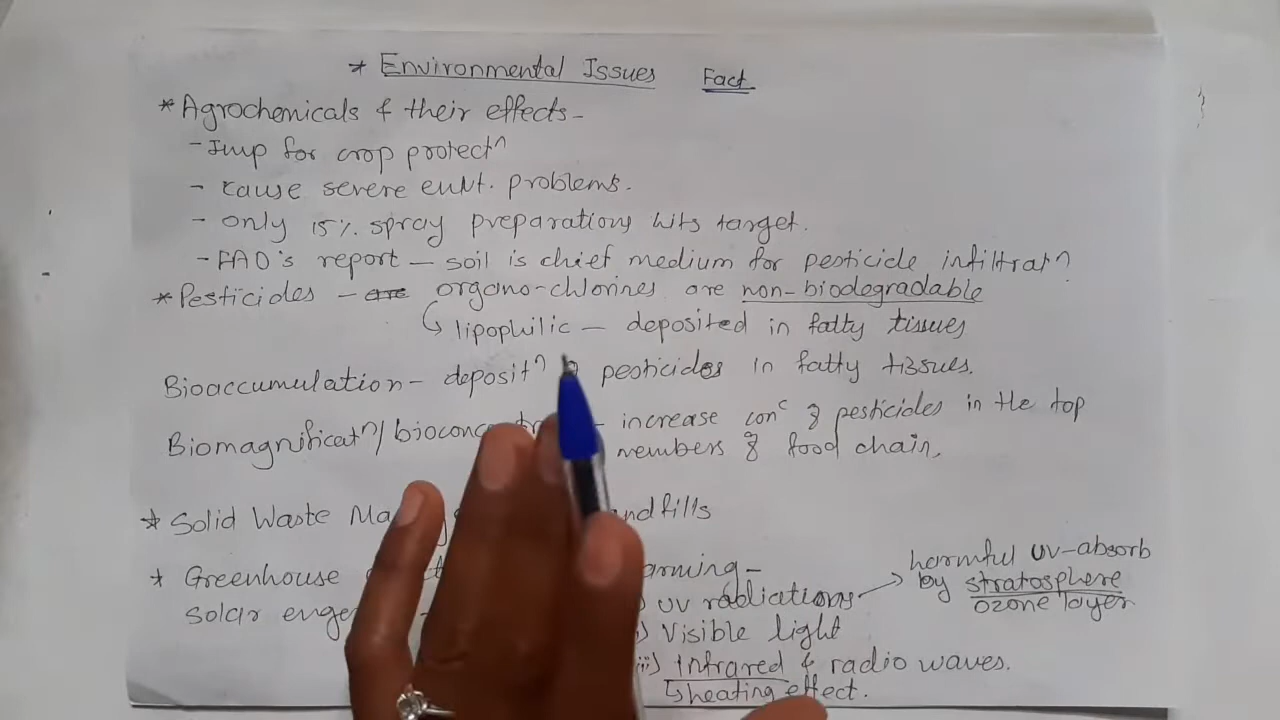 * Environmental Issues Fact
* Agrochemicals & their effects-
- Imp for crop protectⁿ
- cause severe envt. problems.
- only 15% spray preparations hits target.
- FAO's report - soil is chief medium for pesticide infiltratⁿ
* Pesticides - are organo-chlorines are non-biodegradable
↳ lipophilic - deposited in fatty tissues
Bioaccumulation - depositⁿ pesticides in fatty tissues.
Biomagnificatⁿ/ - increase concⁿ of pesticides in the top
members of food chain,
* Solid Waste
* Greenhouse
solar
harmful UV-absorb
by stratosphere
ozone layer
UV radiations
Visible light
iii) Infrared & radio waves.
↳ heating effect.